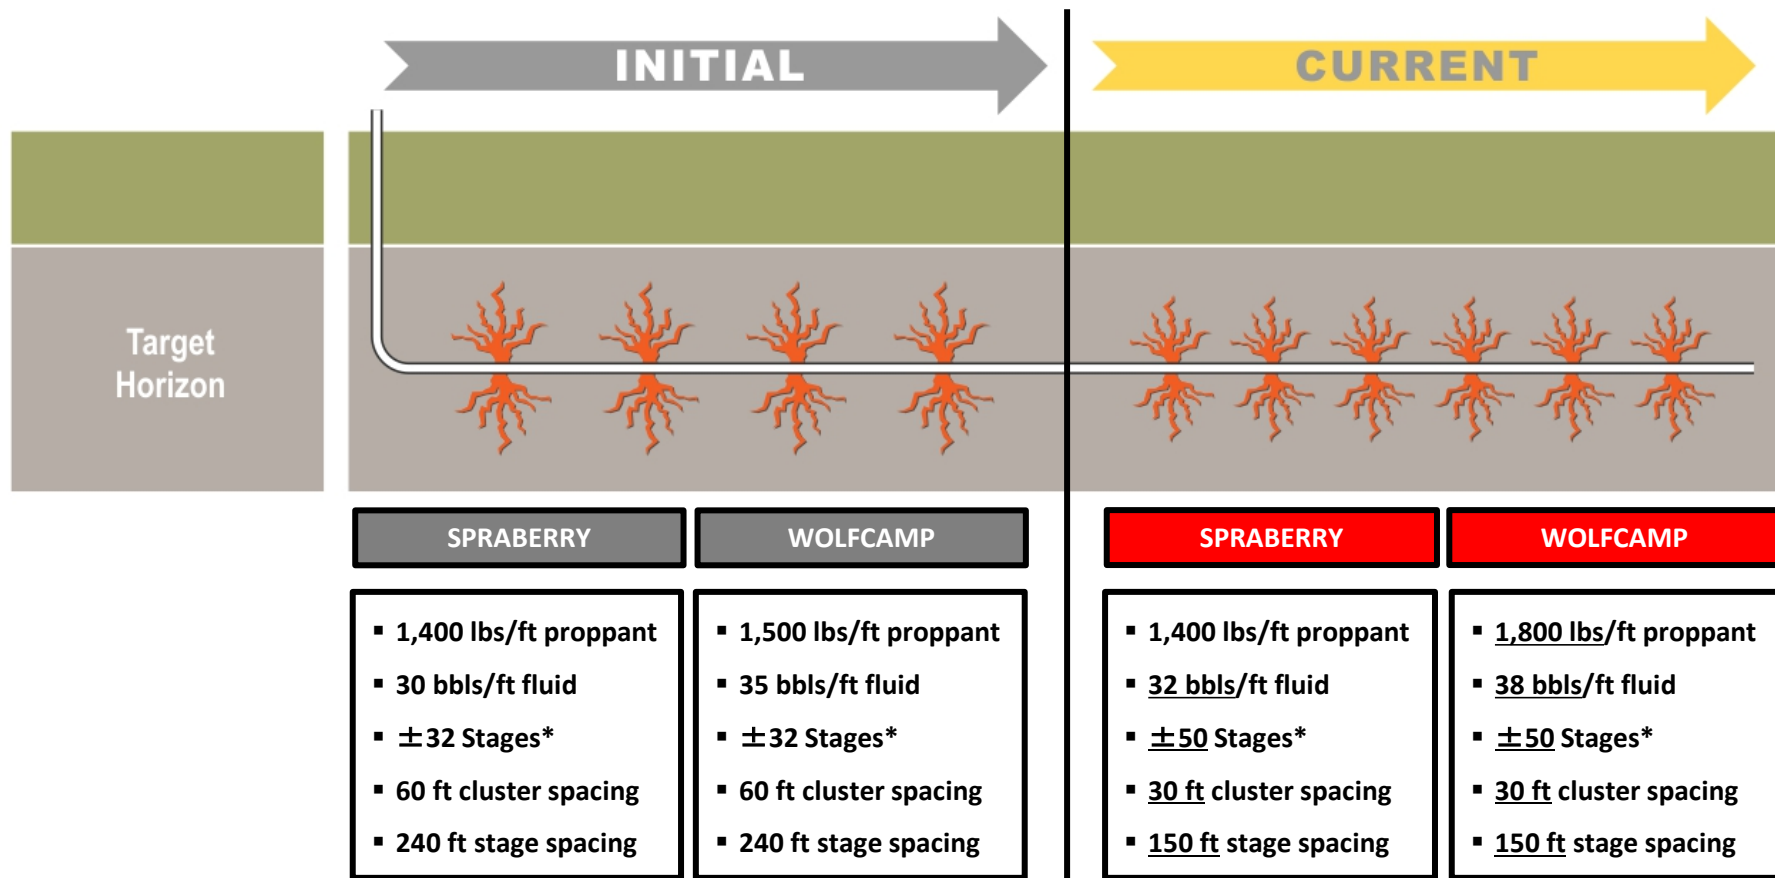 INITIAL
CURRENT
Target
Horizon
SPRABERRY
▪ 1,400 lbs/ft proppant
▪ 30 bbls/ft fluid
▪ ±32 Stages*
▪ 60 ft cluster spacing
▪ 240 ft stage spacing
WOLFCAMP
▪ 1,500 lbs/ft proppant
▪ 35 bbls/ft fluid
▪ ±32 Stages*
▪ 60 ft cluster spacing
▪ 240 ft stage spacing
SPRABERRY
▪ 1,400 lbs/ft proppant
▪ 32 bbls/ft fluid
▪ ±50 Stages*
▪ 30 ft cluster spacing
▪ 150 ft stage spacing
WOLFCAMP
▪ 1,800 lbs/ft proppant
▪ 38 bbls/ft fluid
▪ ±50 Stages*
▪ 30 ft cluster spacing
▪ 150 ft stage spacing